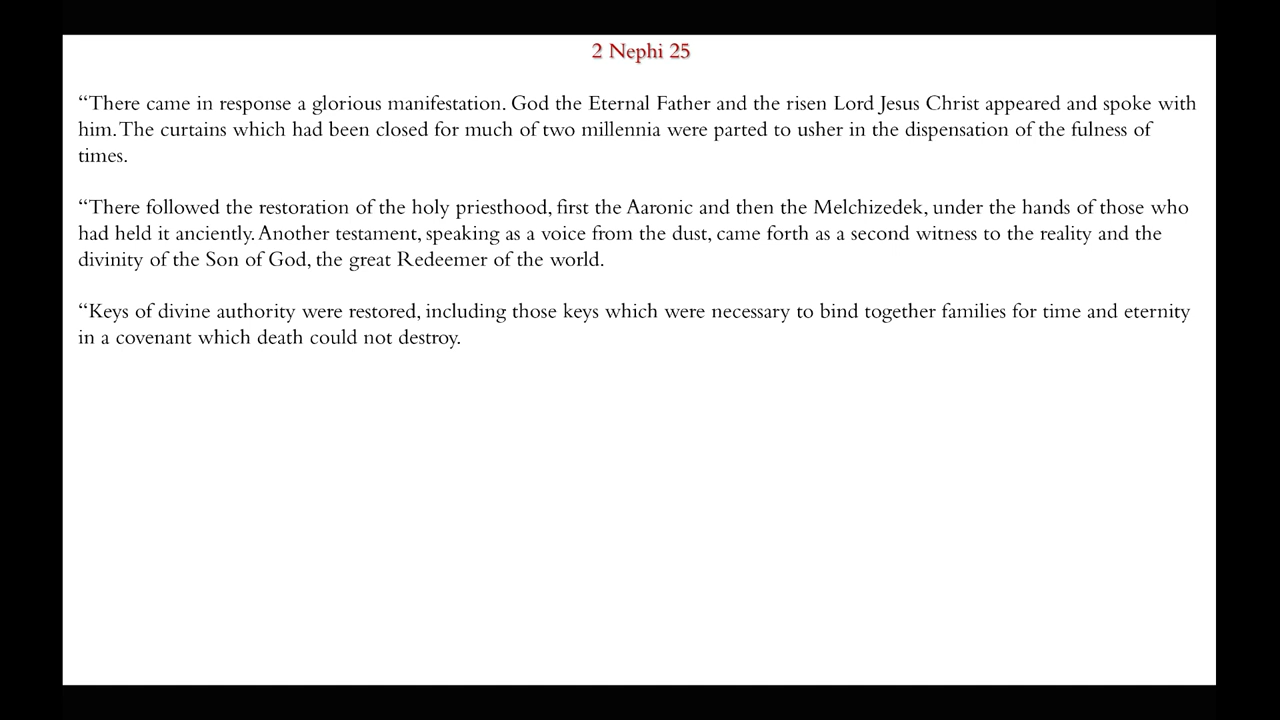 2 Nephi 25
“There came in response a glorious manifestation. God the Eternal Father and the risen Lord Jesus Christ appeared and spoke with
him. The curtains which had been closed for much of two millennia were parted to usher in the dispensation of the fulness of
times.
“There followed the restoration of the holy priesthood, first the Aaronic and then the Melchizedek, under the hands of those who
had held it anciently. Another testament, speaking as a voice from the dust, came forth as a second witness to the reality and the
divinity of the Son of God, the great Redeemer of the world.
“Keys of divine authority were restored, including those keys which were necessary to bind together families for time and eternity
in a covenant which death could not destroy.